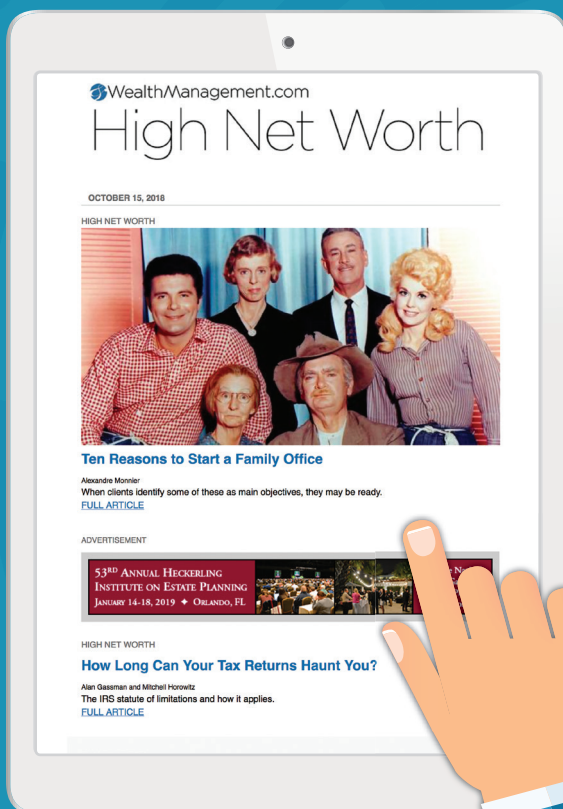 WealthManagement.com
High Net Worth
OCTOBER 15, 2018
HIGH NET WORTH
Ten Reasons to Start a Family Office
Alexandre Monnier
When clients identify some of these as main objectives, they may be ready.
FULL ARTICLE
ADVERTISEMENT
53RD ANNUAL HECKERLING
INSTITUTE ON ESTATE PLANNING
JANUARY 14-18, 2019 ✦ ORLANDO, FL
HIGH NET WORTH
How Long Can Your Tax Returns Haunt You?
Alan Gassman and Mitchell Horowitz
The IRS statute of limitations and how it applies.
FULL ARTICLE